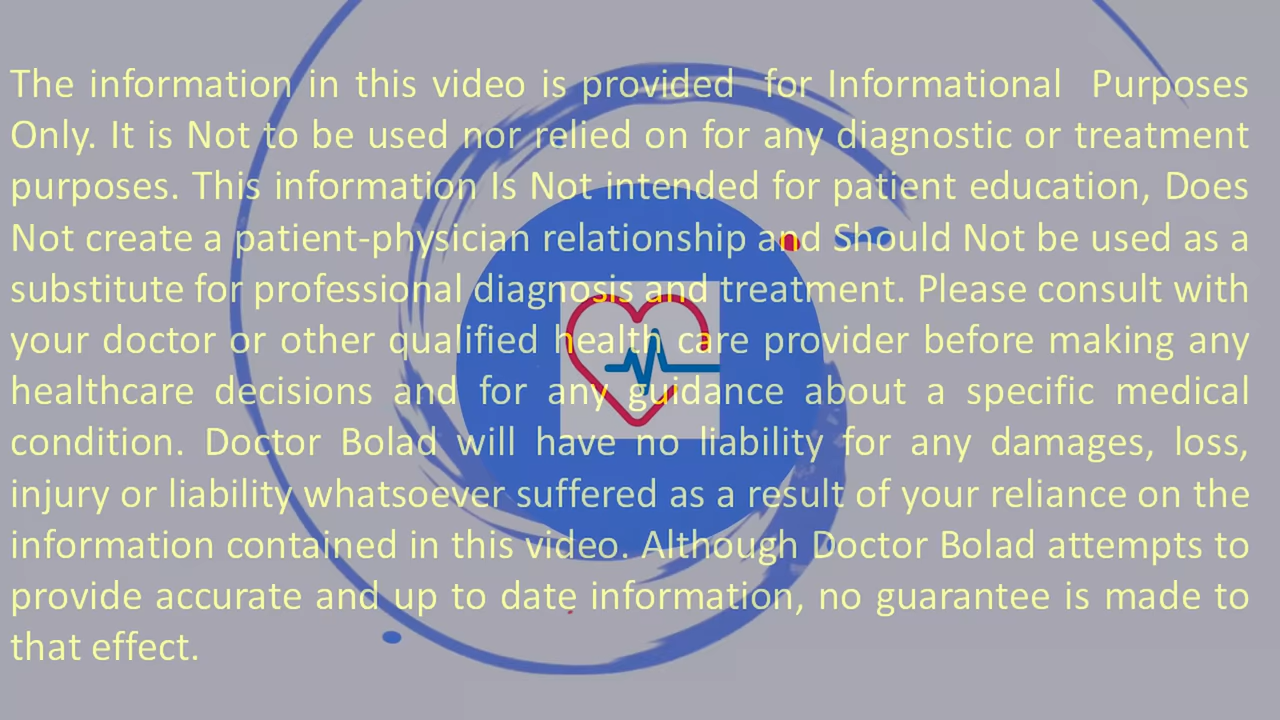 The information in this video is provided for Informational Purposes
Only. It is Not to be used nor relied on for any diagnostic or treatment
purposes. This information Is Not intended for patient education, Does
Not create a patient-physician relationship and Should Not be used as a
substitute for professional diagnosis and treatment. Please consult with
your doctor or other qualified health care provider before making any
healthcare decisions and for any guidance about a specific medical
condition. Doctor Bolad will have no liability for any damages, loss,
injury or liability whatsoever suffered as a result of your reliance on the
information contained in this video. Although Doctor Bolad attempts to
provide accurate and up to date information, no guarantee is made to
that effect.